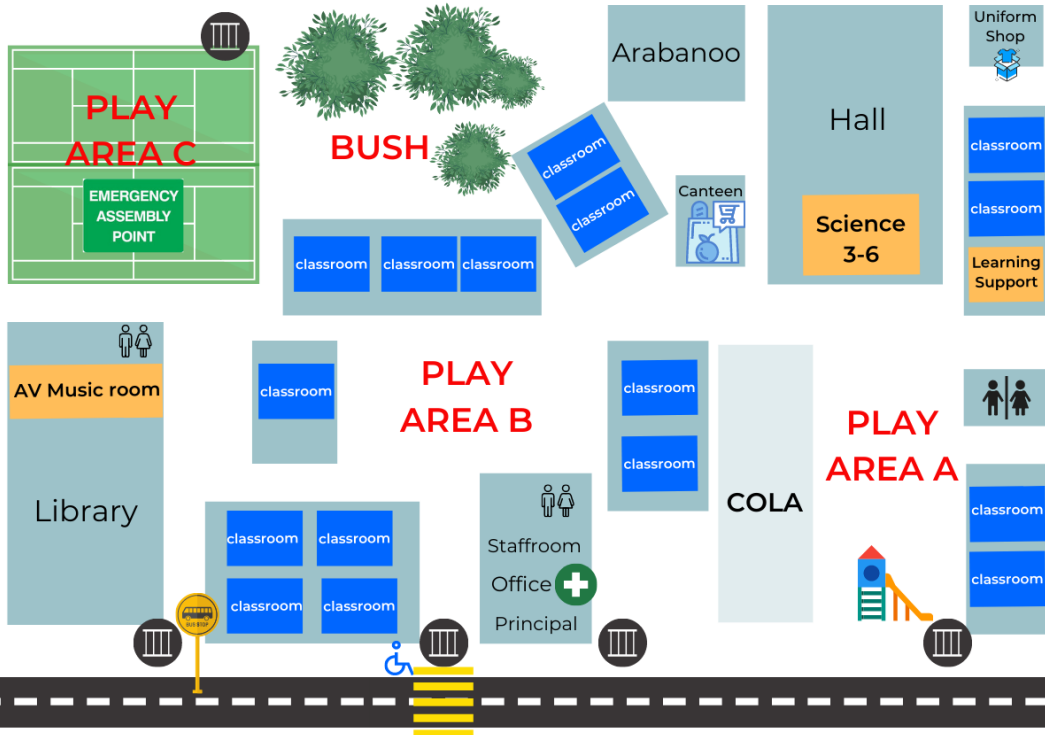 Uniform
Shop
Arabanoo
Hall
PLAY
AREA C
EMERGENCY
ASSEMBLY
POINT
BUSH
classroom
classroom
Canteen
classroom
classroom
Science
3-6
Learning
Support
classroom
classroom
classroom
AV Music room
Library
classroom
PLAY
AREA B
classroom
classroom
COLA
PLAY
AREA A
classroom
classroom
classroom
classroom
classroom
classroom
Staffroom
Office
Principal
BUS STOP